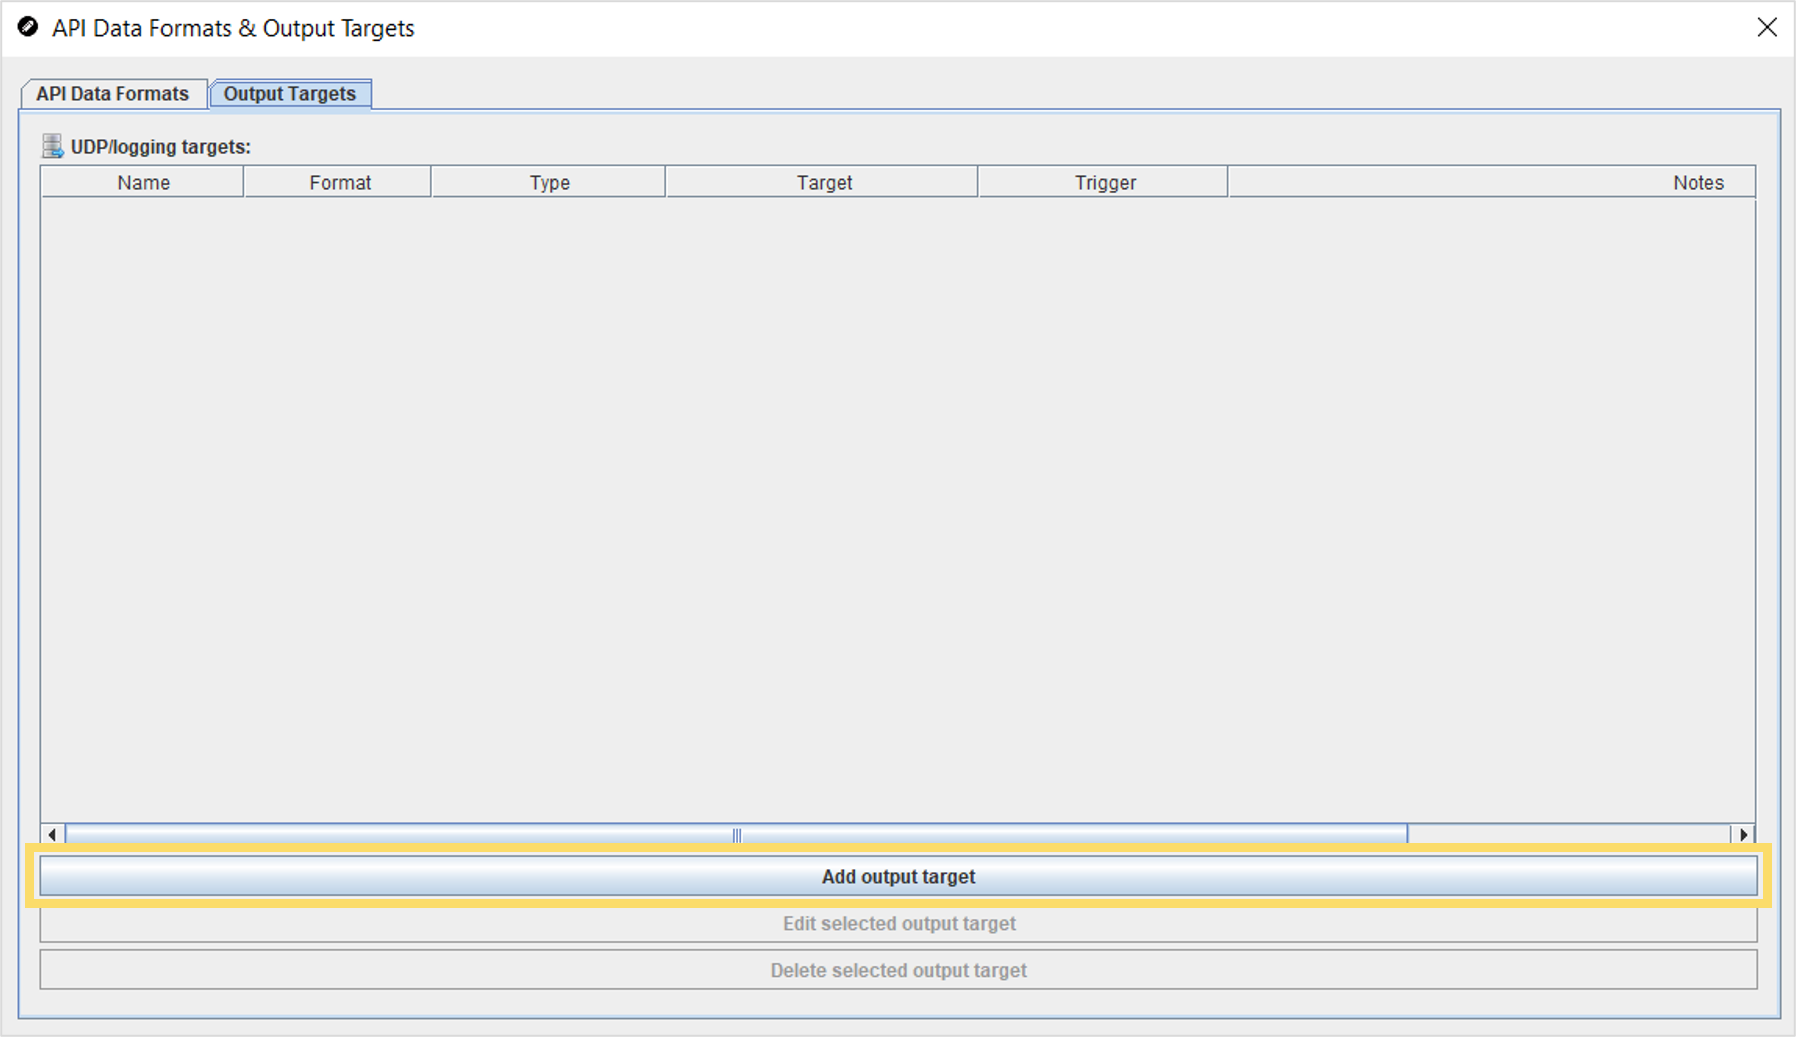 API Data Formats & Output Targets
API Data Formats Output Targets
UDP/logging targets:
Name Format Type Target Trigger Notes
Add output target
Edit selected output target
Delete selected output target